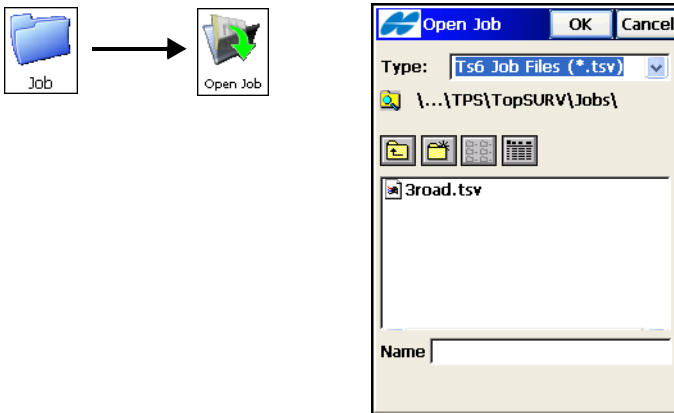 Job
Open Job
Open Job OK Cancel
Type: Ts6 Job Files (*.tsv)
\...\TPS\TopSURV\Jobs\
3road.tsv
Name